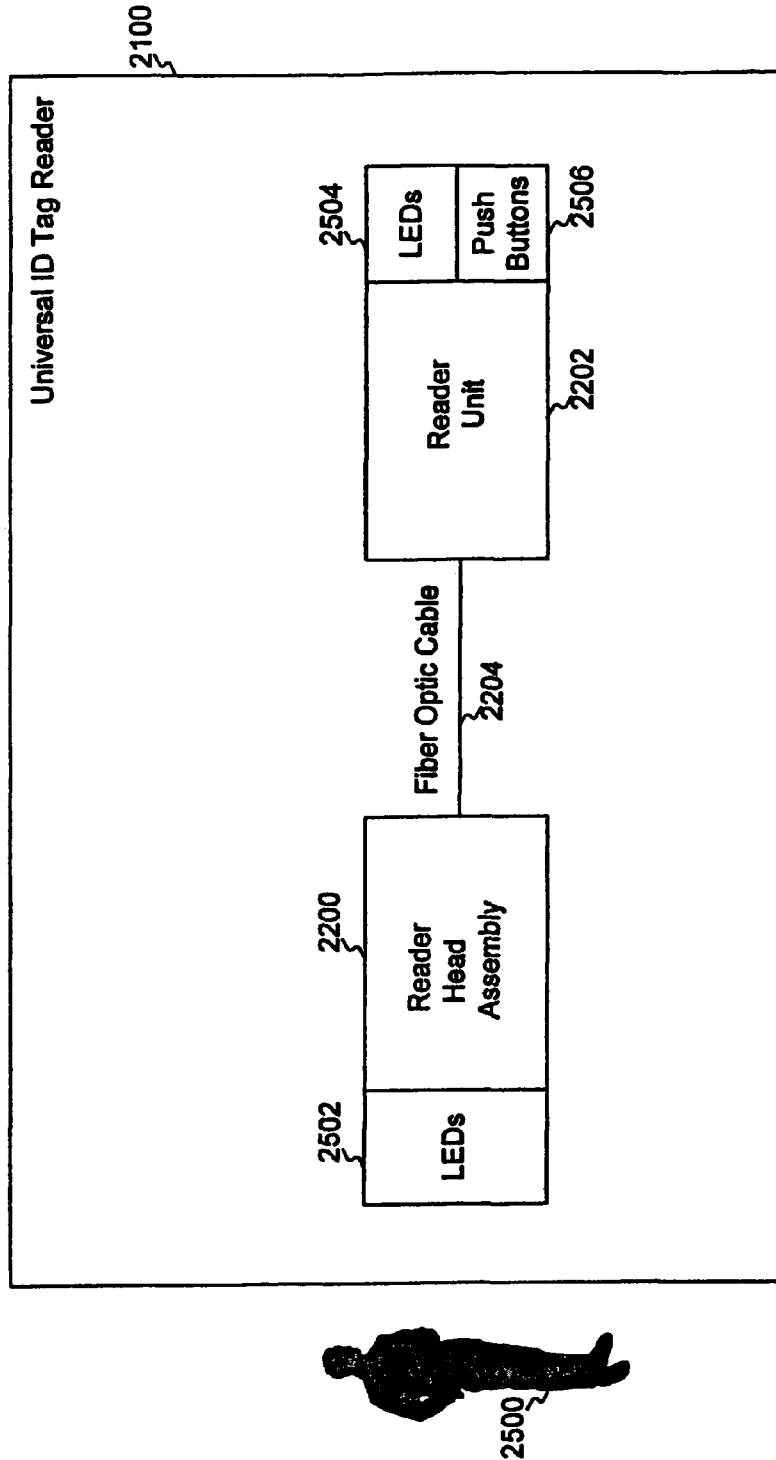 Universal ID Tag Reader
2100
2504
LEDs
Push
Buttons
2506
Reader
Unit
2202
Fiber Optic Cable
2204
2200
Reader
Head
Assembly
2502
LEDs
2500